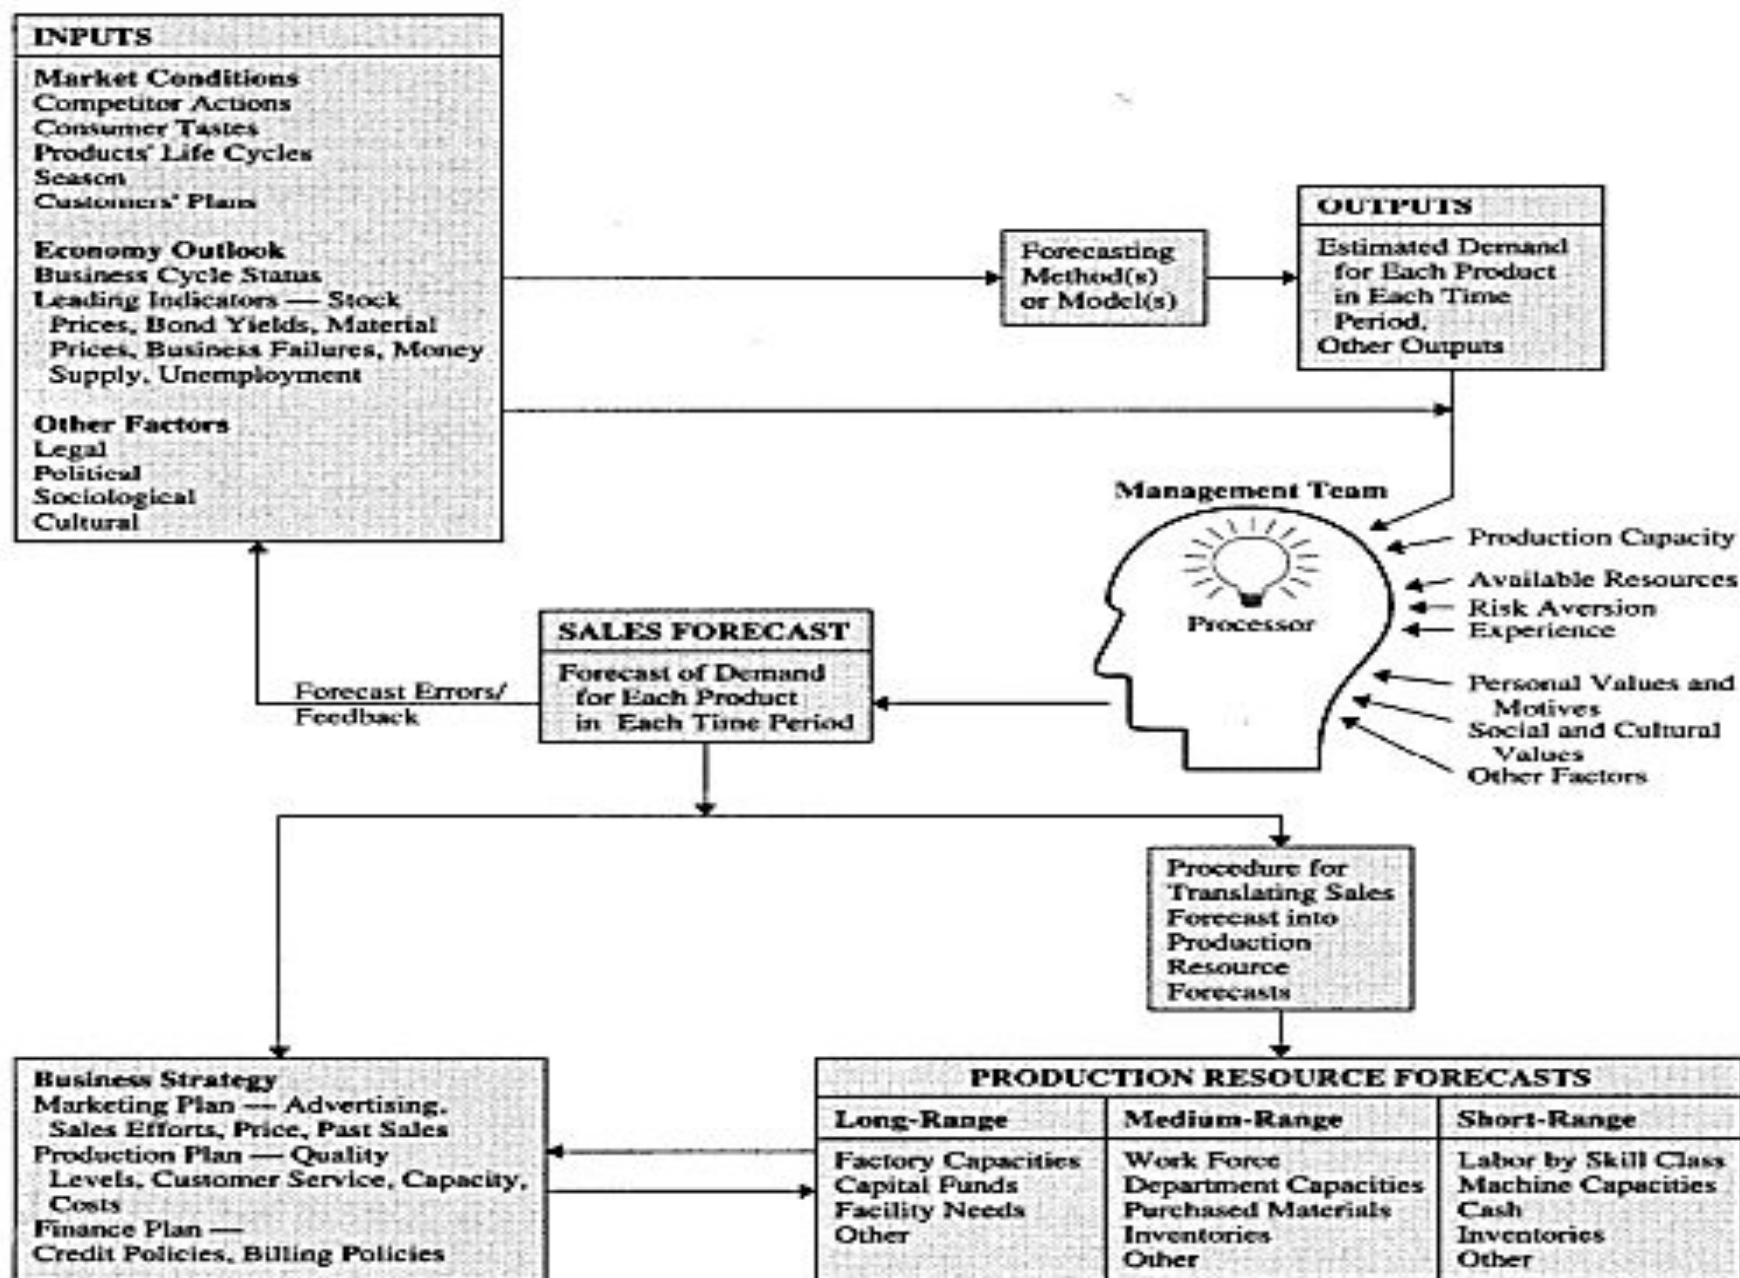 INPUTS
Market Conditions
Competitor Actions
Consumer Tastes
Products' Life Cycles
Season
Customers' Plans
Economy Outlook
Business Cycle Status
Leading Indicators — Stock
Prices, Bond Yields, Material
Prices, Business Failures, Money
Supply, Unemployment
Other Factors
Legal
Political
Sociological
Cultural
Forecasting
Method(s)
or Model(s)
OUTPUTS
Estimated Demand
for Each Product
in Each Time
Period,
Other Outputs
Management Team
Processor
Production Capacity
Available Resources
Risk Aversion
Experience
Personal Values and
Motives
Social and Cultural
Values
Other Factors
SALES FORECAST
Forecast of Demand
for Each Product
in Each Time Period
Forecast Errors/
Feedback
Procedure for
Translating Sales
Forecast into
Production
Resource
Forecasts
Business Strategy
Marketing Plan — Advertising,
Sales Efforts, Price, Past Sales
Production Plan — Quality
Levels, Customer Service, Capacity,
Costs
Finance Plan —
Credit Policies, Billing Policies
PRODUCTION RESOURCE FORECASTS
Long-Range
Factory Capacities
Capital Funds
Facility Needs
Other
Medium-Range
Work Force
Department Capacities
Purchased Materials
Inventories
Other
Short-Range
Labor by Skill Class
Machine Capacities
Cash
Inventories
Other